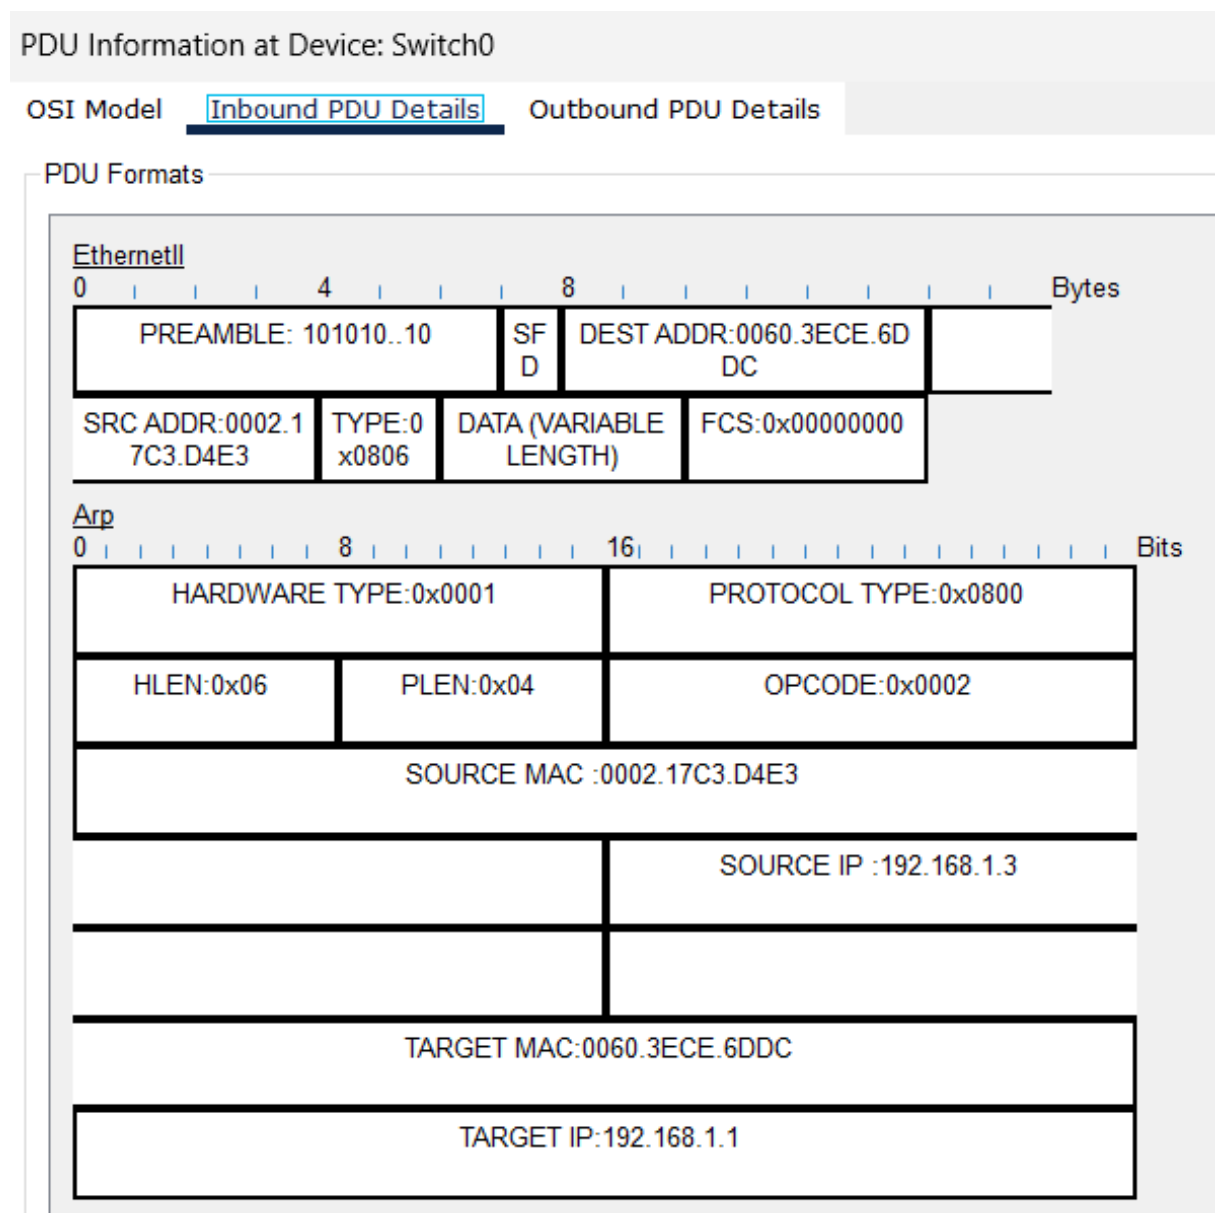 PDU Information at Device: Switch0
OSI Model Inbound PDU Details Outbound PDU Details
PDU Formats
EthernetII
0 4 8 Bytes
PREAMBLE: 101010..10 SF DEST ADDR:0060.3ECE.6D
D DC
SRC ADDR:0002.1 TYPE:0 DATA (VARIABLE FCS:0x00000000
7C3.D4E3 x0806 LENGTH)
Arp
0 8 16 Bits
HARDWARE TYPE:0x0001 PROTOCOL TYPE:0x0800
HLEN:0x06 PLEN:0x04 OPCODE:0x0002
SOURCE MAC :0002.17C3.D4E3
SOURCE IP :192.168.1.3
TARGET MAC:0060.3ECE.6DDC
TARGET IP:192.168.1.1